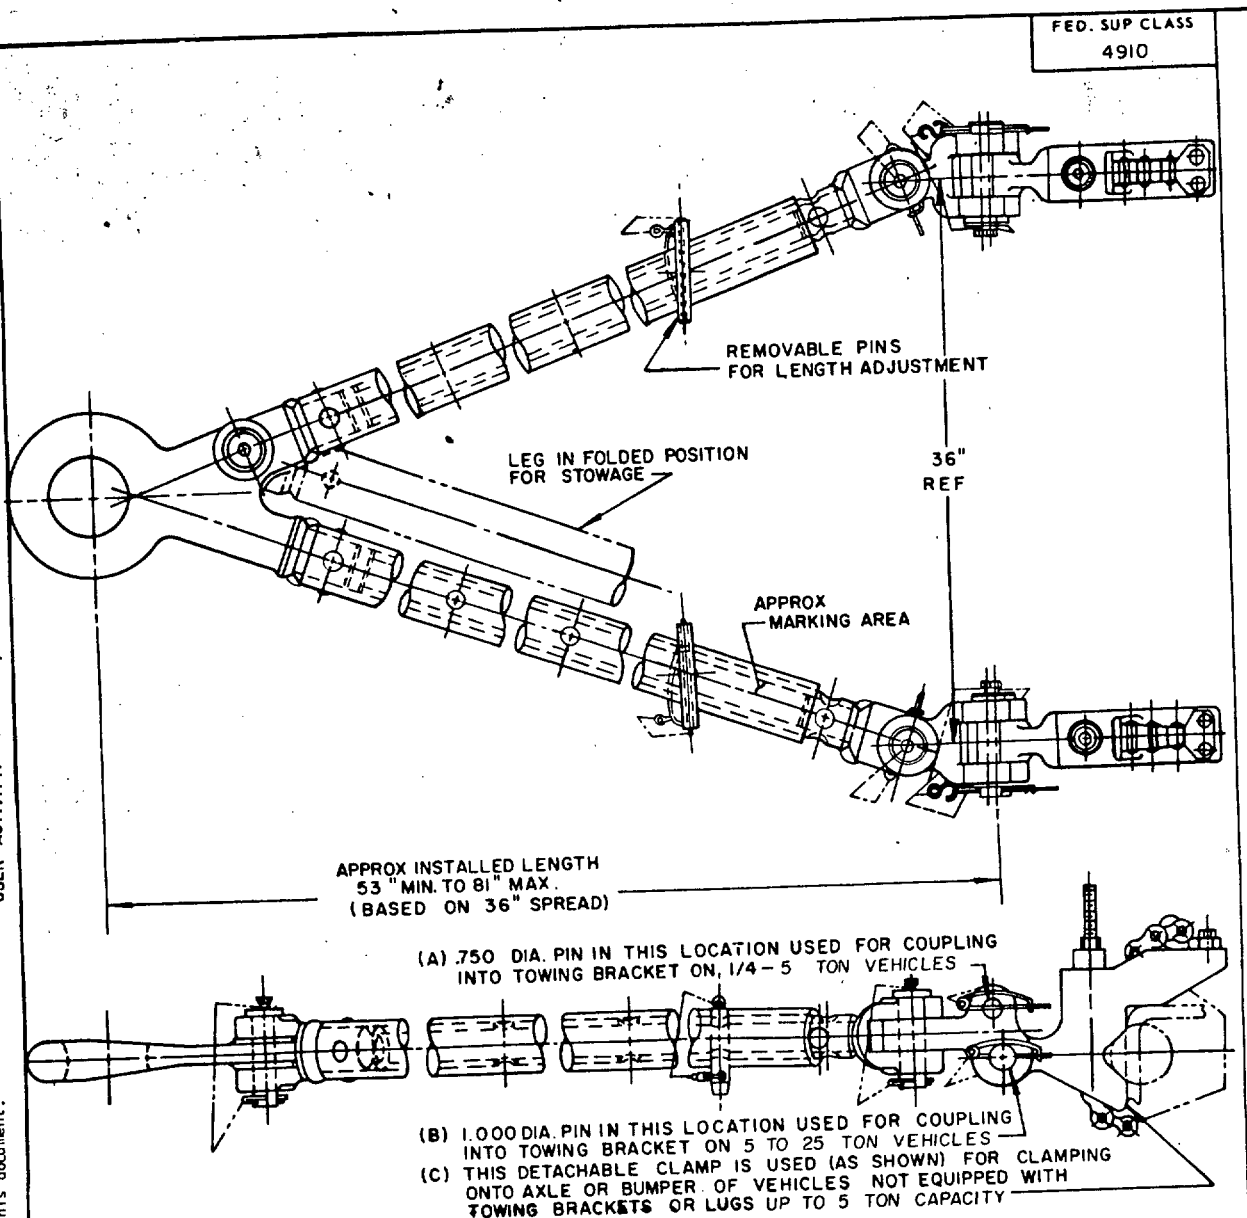 FED. SUP CLASS
4910
REMOVABLE PINS
FOR LENGTH ADJUSTMENT
LEG IN FOLDED POSITION
FOR STOWAGE
36"
REF
APPROX
MARKING AREA
APPROX INSTALLED LENGTH
53" MIN. TO 81" MAX.
(BASED ON 36" SPREAD)
(A) .750 DIA. PIN IN THIS LOCATION USED FOR COUPLING
INTO TOWING BRACKET ON, 1/4-5 TON VEHICLES
(B) 1.000 DIA. PIN IN THIS LOCATION USED FOR COUPLING
INTO TOWING BRACKET ON 5 TO 25 TON VEHICLES
(C) THIS DETACHABLE CLAMP IS USED (AS SHOWN) FOR CLAMPING
ONTO AXLE OR BUMPER OF VEHICLES NOT EQUIPPED WITH
TOWING BRACKETS OR LUGS UP TO 5 TON CAPACITY
document.